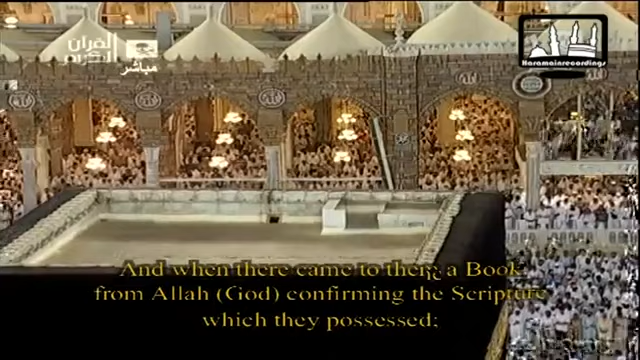 القرآن
الكريم
مباشر
Haramainrecordings
And when there came to them a Book
from Allah (God) confirming the Scripture
which they possessed;